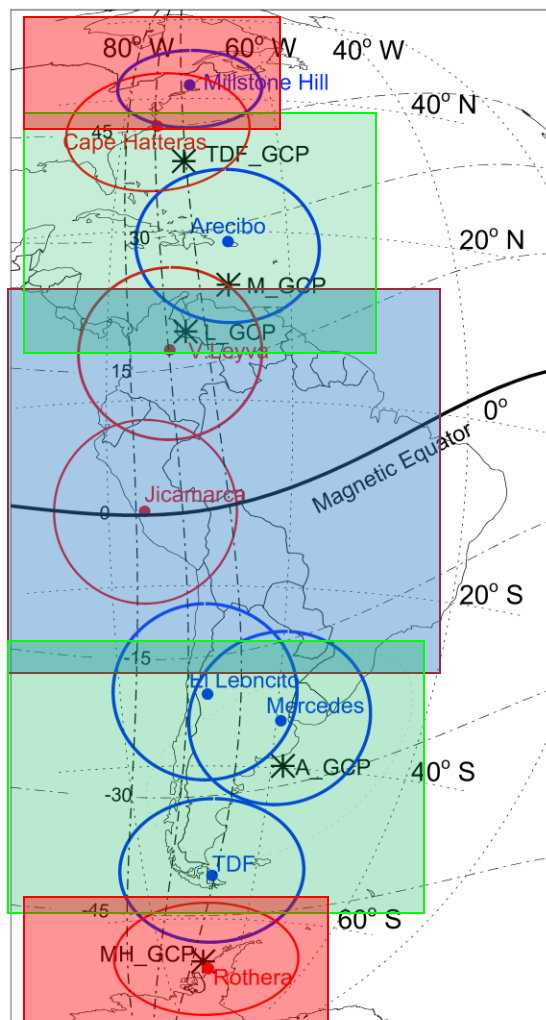 80° W
60° W
40° W
Millstone Hill
40° N
45
Cape Hatteras
TDF_GCP
Arecibo
30
20° N
M_GCP
L_GCP
V.Leyva
15
0°
Magnetic Equator
Jicamarca
0
20° S
-15
El Leboncito
Mercedes
A_GCP
40° S
-30
TDF
-45
60° S
MH_GCP
Rothera